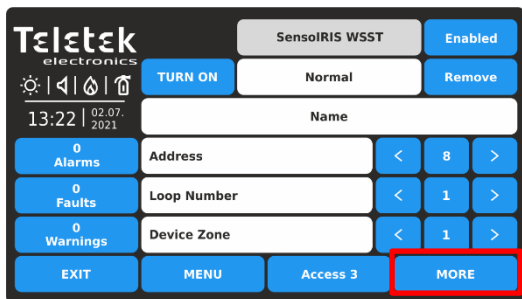 Teletek
electronics
SensoIRIS WSST
Enabled
TURN ON
Normal
Remove
13:22
02.07.
2021
Name
0
Alarms
Address
<
8
>
0
Faults
Loop Number
<
1
>
0
Warnings
Device Zone
<
1
>
EXIT
MENU
Access 3
MORE